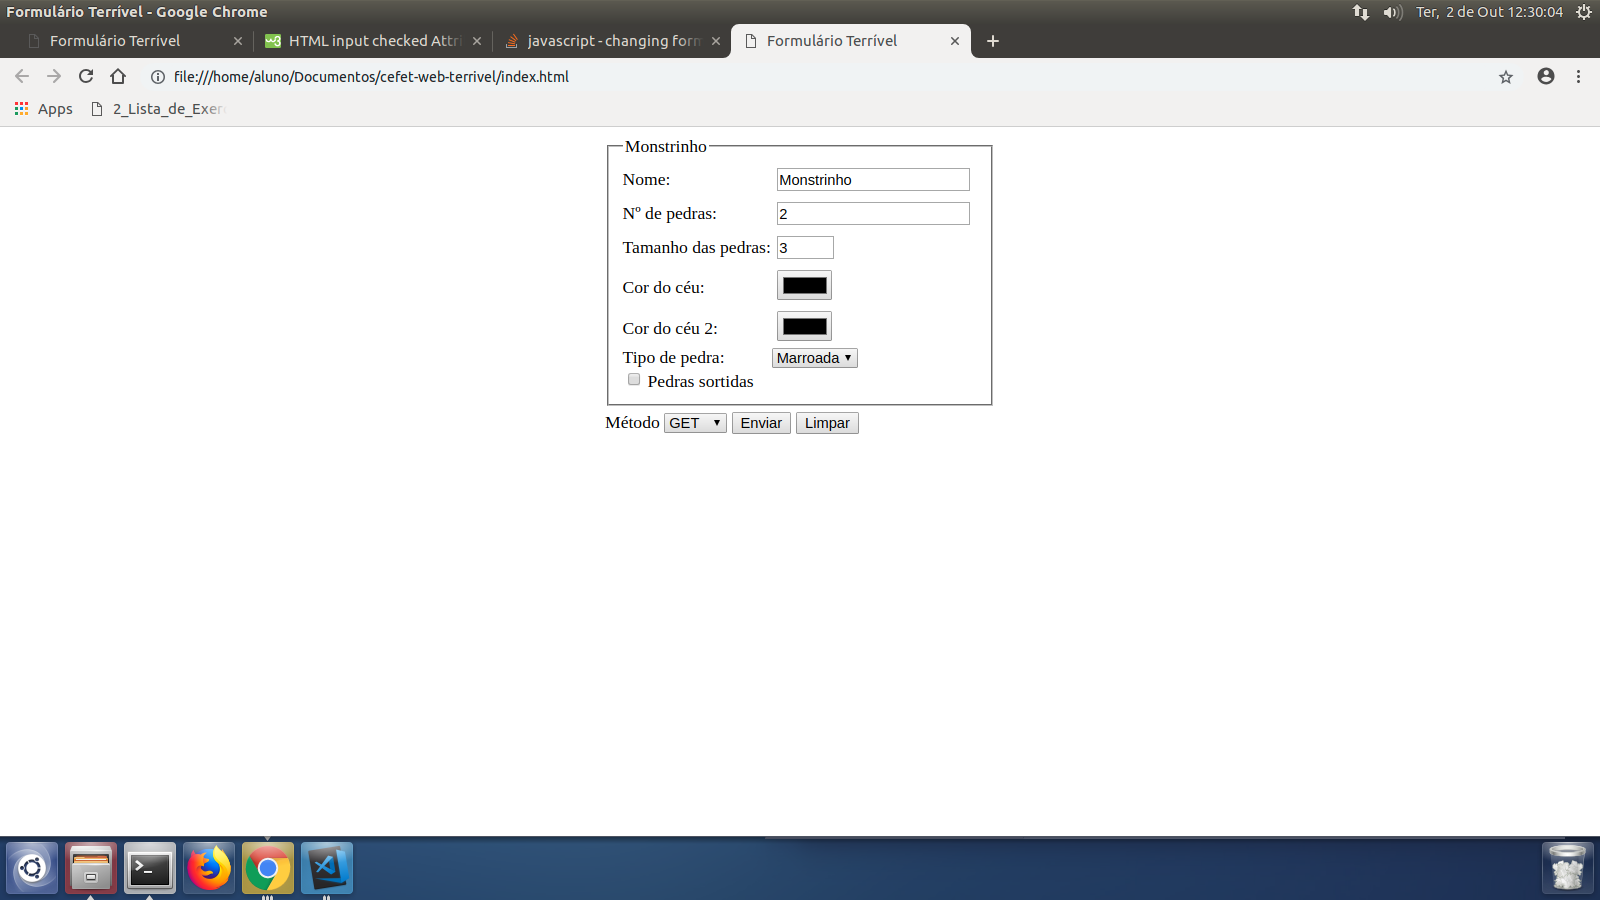 Formulário Terrível - Google Chrome
Ter, 2 de Out 12:30:04
Formulário Terrível
HTML input checked Attri
javascript - changing form
Formulário Terrível
file:///home/aluno/Documentos/cefet-web-terrivel/index.html
Apps
2_Lista_de_Exer
Monstrinho
Nome: Monstrinho
Nº de pedras: 2
Tamanho das pedras: 3
Cor do céu:
Cor do céu 2:
Tipo de pedra: Marroada
Pedras sortidas
Método GET Enviar Limpar